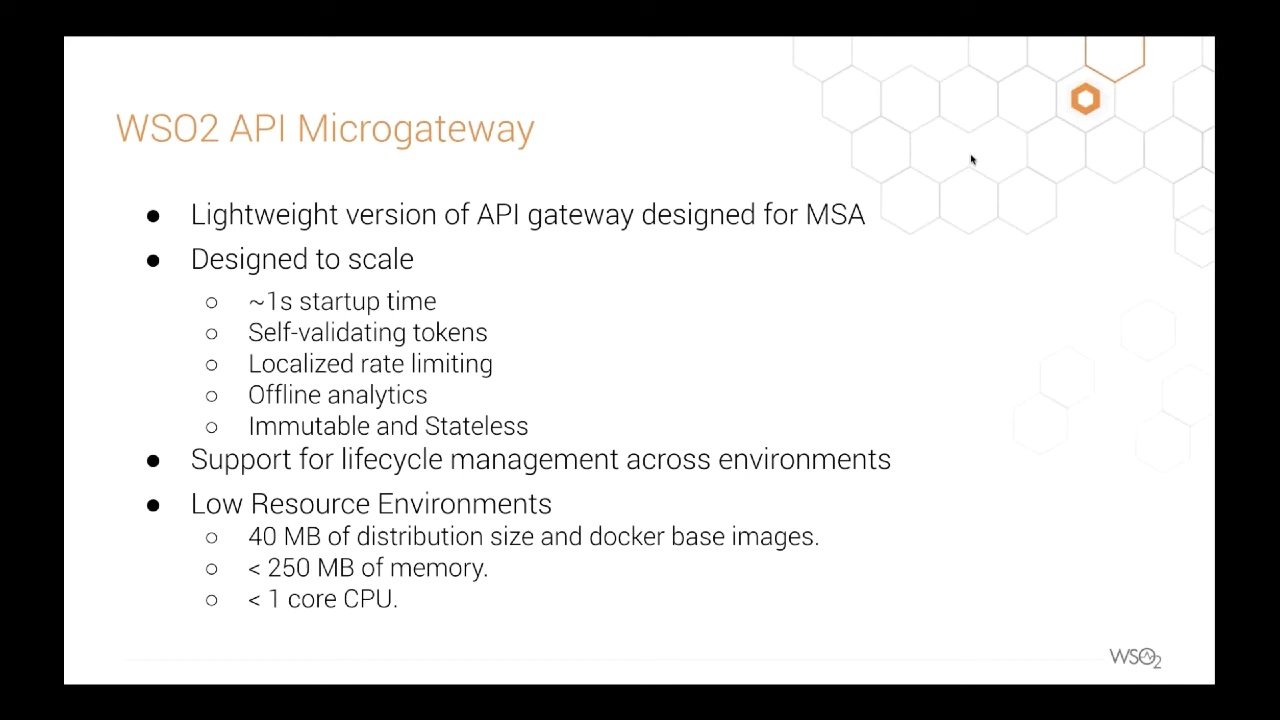 WSO2 API Microgateway
● Lightweight version of API gateway designed for MSA
● Designed to scale
○ ~1s startup time
○ Self-validating tokens
○ Localized rate limiting
○ Offline analytics
○ Immutable and Stateless
● Support for lifecycle management across environments
● Low Resource Environments
○ 40 MB of distribution size and docker base images.
○ < 250 MB of memory.
○ < 1 core CPU.
WSO2